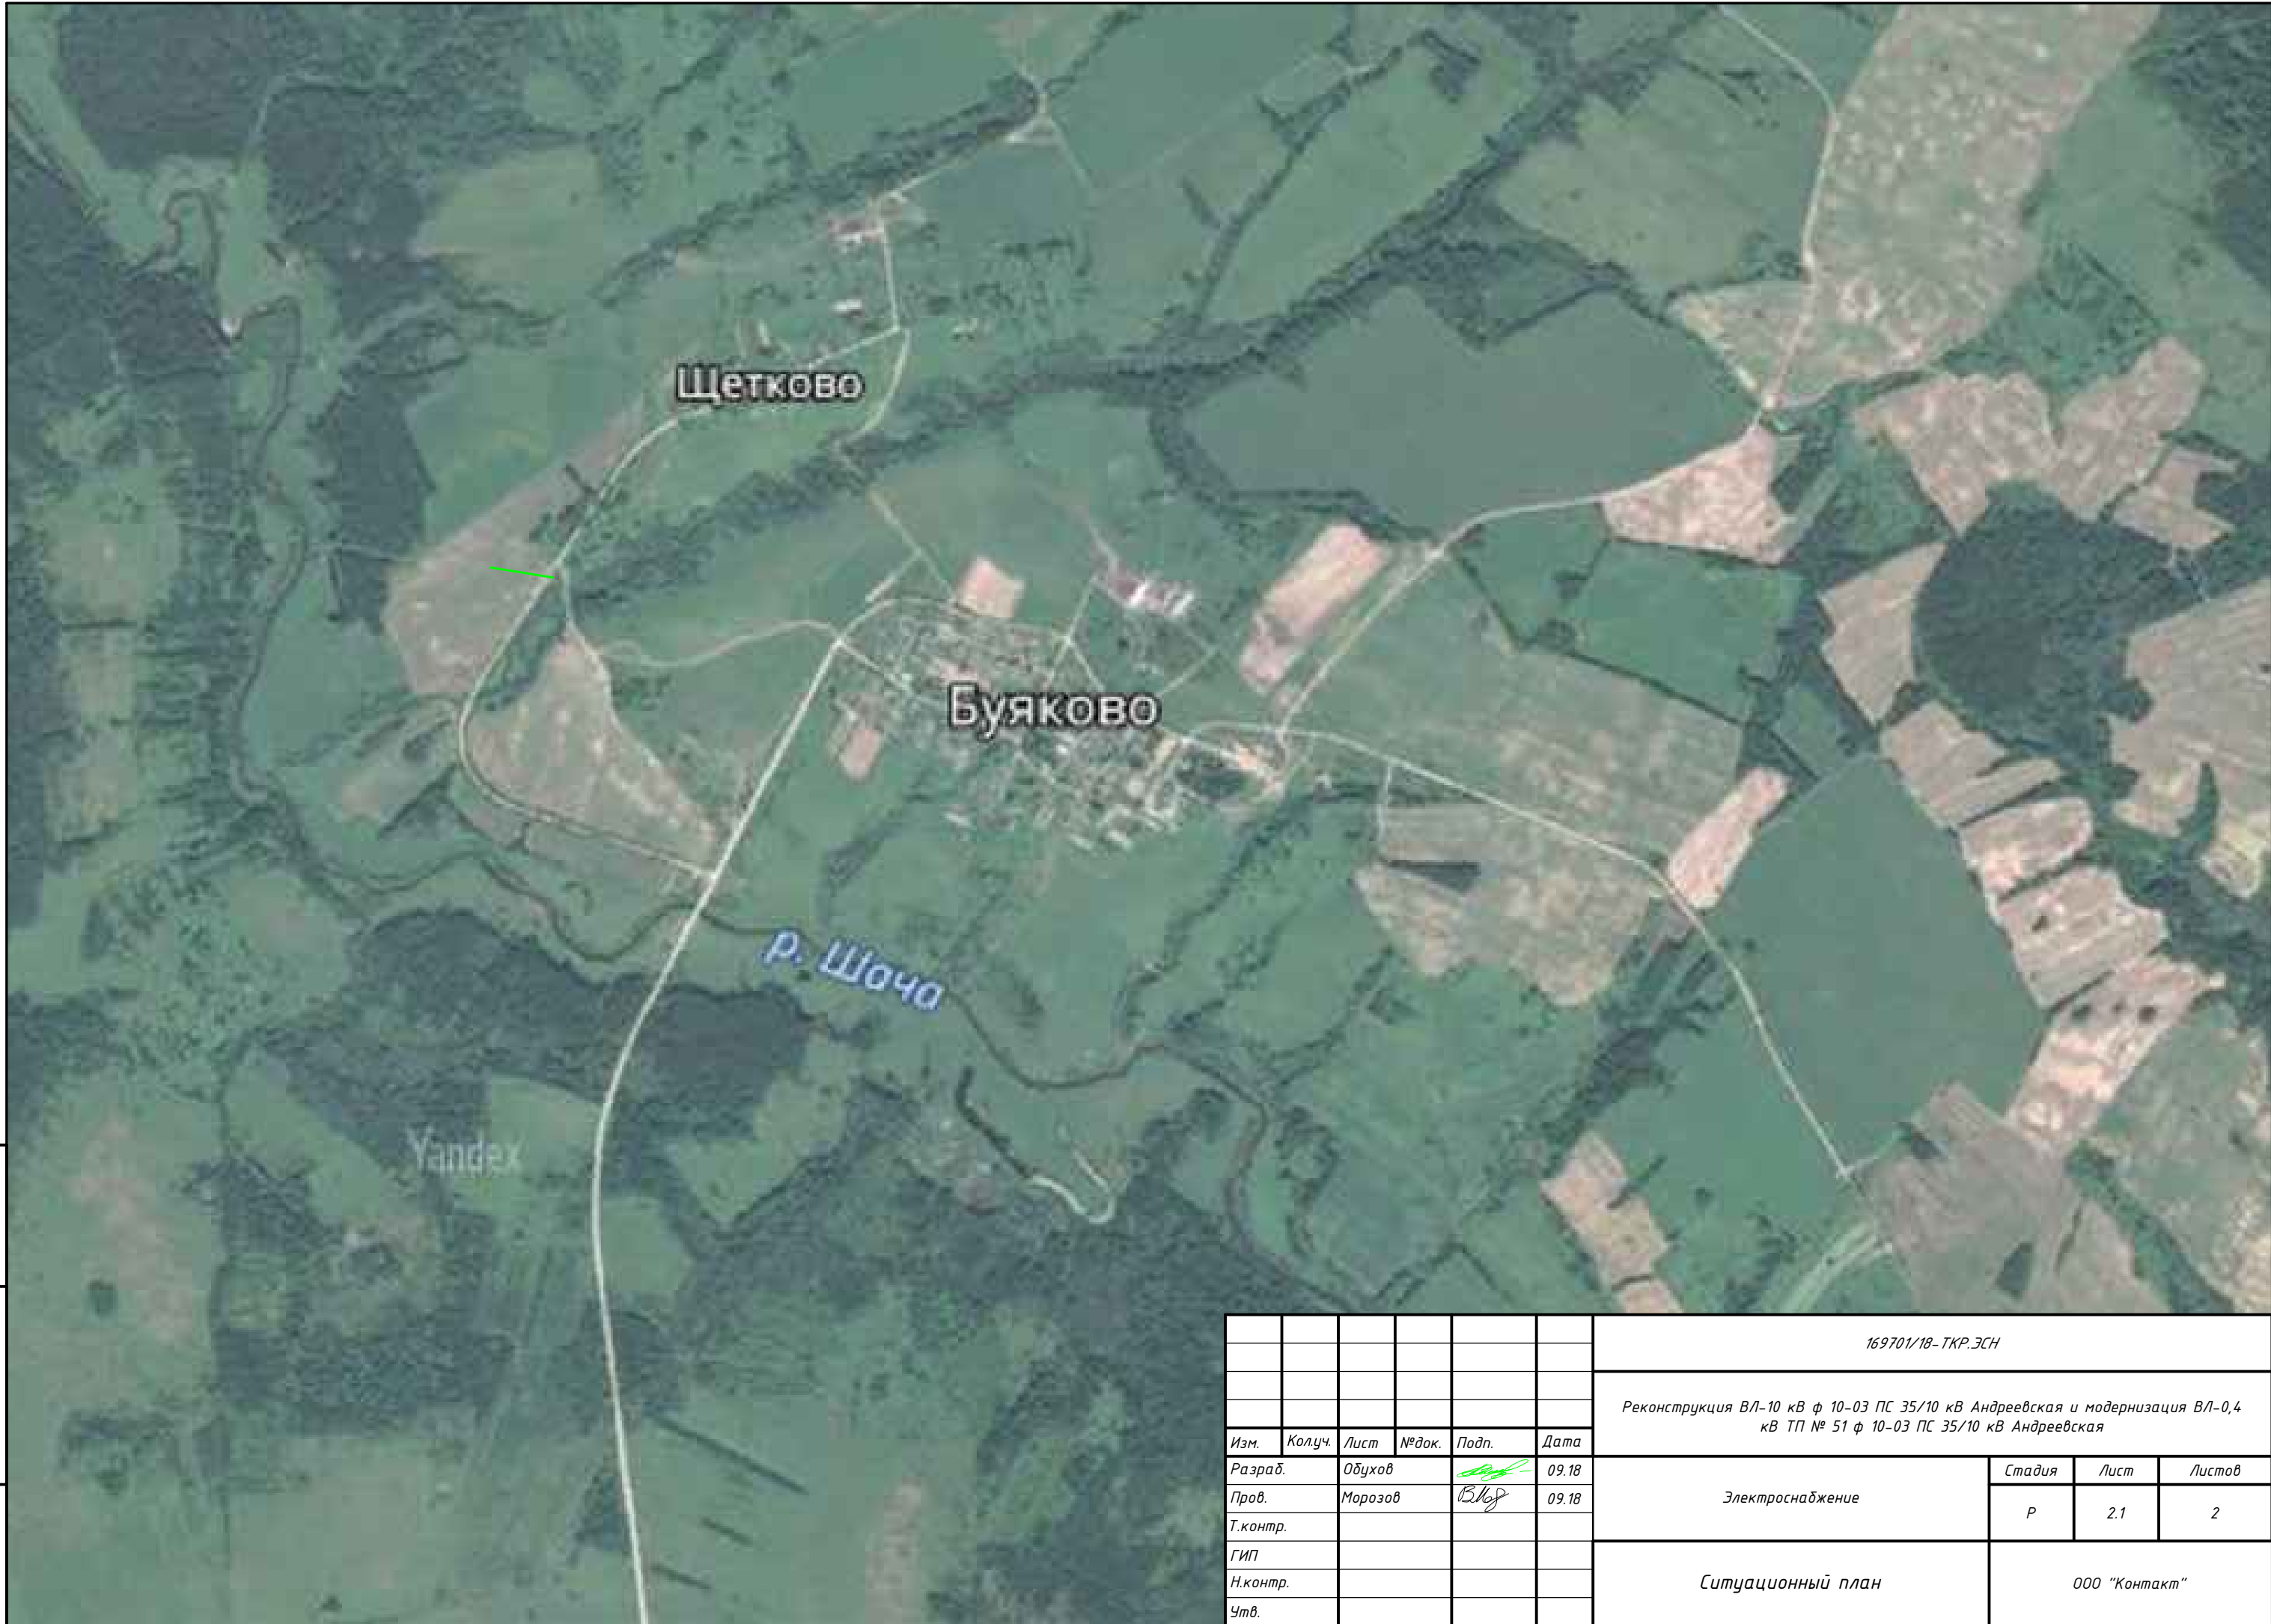 Щетково
Буяково
р. Шача
Yandex
169701/18-ТКР.ЭСН
Реконструкция ВЛ-10 кВ ф 10-03 ПС 35/10 кВ Андреевская и модернизация ВЛ-0,4
кВ ТП № 51 ф 10-03 ПС 35/10 кВ Андреевская
Изм. Кол.уч. Лист №док. Подп. Дата
Разраб. Обухов 09.18
Пров. Морозов 09.18
Т.контр.
ГИП
Н.контр.
Утв.
Электроснабжение
Стадия Лист Листов
Р 2.1 2
Ситуационный план
ООО "Контакт"